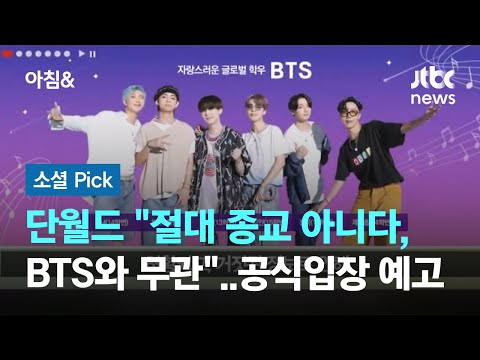 자랑스러운 글로벌 학우 BTS
아침&
jtbc
news
소셜 Pick
단월드 "절대 종교 아니다,
BTS와 무관"..공식입장 예고